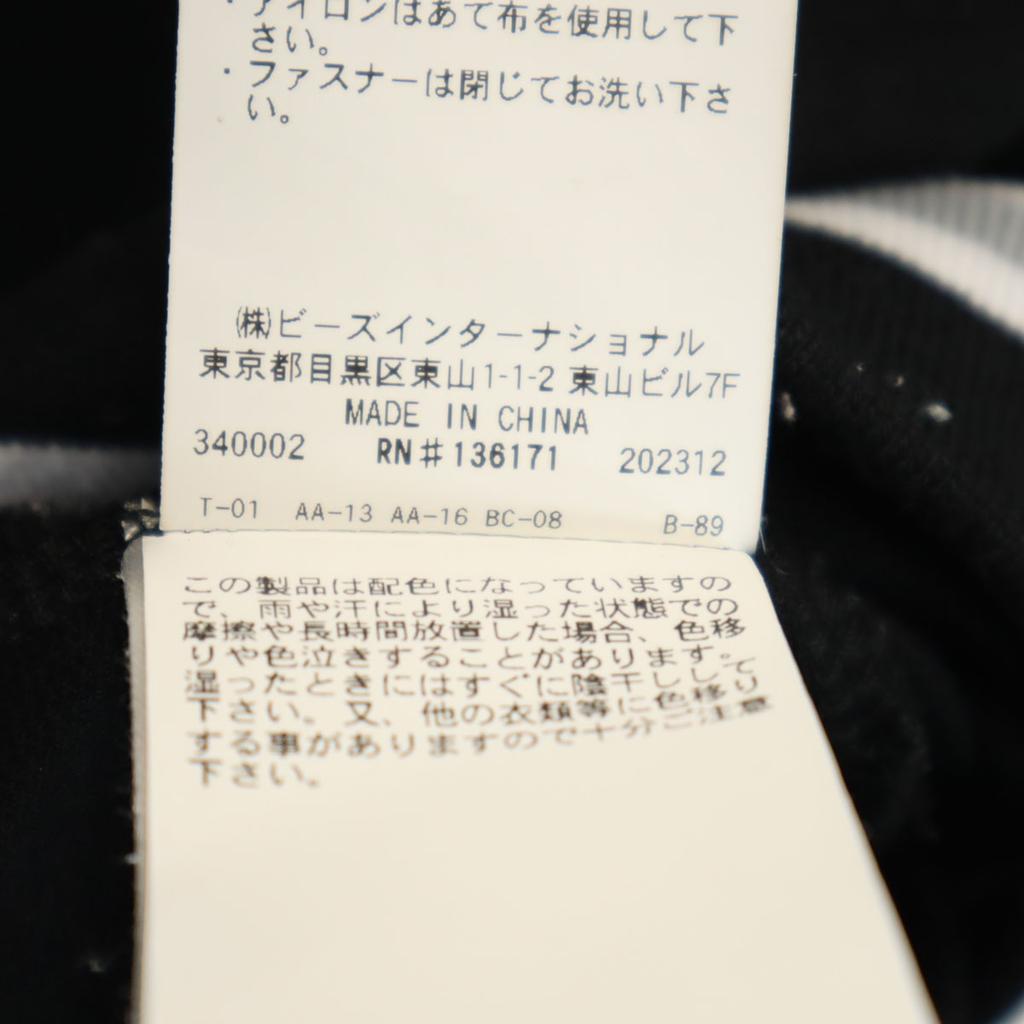 ・アイロンはあて布を使用して下
さい。
・ファスナーは閉じてお洗い下さ
い。
㈱ビーズインターナショナル
東京都目黒区東山1-1-2 東山ビル7F
MADE IN CHINA
340002 RN#136171 202312
T-01 AA-13 AA-16 BC-08 B-89
この製品は配色になっていますの
で、雨や汗により湿った状態での
摩擦や長時間放置した場合、色移
りや色泣きすることがあります。
湿ったときにはすぐに陰干しして
下さい。又、他の衣類等に色移り
する事がありますので十分ご注意
下さい。